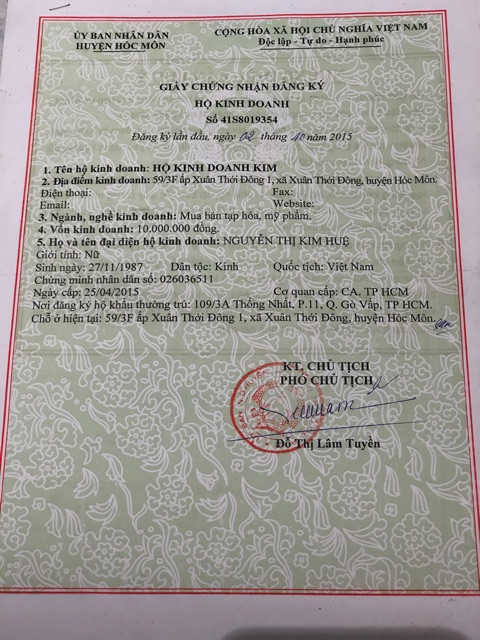 ỦY BAN NHÂN DÂN
HUYỆN HÓC MÔN
CỘNG HÒA XÃ HỘI CHỦ NGHĨA VIỆT NAM
Độc lập - Tự do - Hạnh phúc
GIẤY CHỨNG NHẬN ĐĂNG KÝ
HỘ KINH DOANH
Số 41S8019354
Đăng ký lần đầu, ngày 02 tháng 10 năm 2015
1. Tên hộ kinh doanh: HỘ KINH DOANH KIM
2. Địa điểm kinh doanh: 59/3F ấp Xuân Thới Đông 1, xã Xuân Thới Đông, huyện Hóc Môn.
Điện thoại: Fax:
Email: Website:
3. Ngành, nghề kinh doanh: Mua bán tạp hóa, mỹ phẩm.
4. Vốn kinh doanh: 10.000.000 đồng.
5. Họ và tên đại diện hộ kinh doanh: NGUYỄN THỊ KIM HUỆ
Giới tính: Nữ
Sinh ngày: 27/11/1987 Dân tộc: Kinh Quốc tịch: Việt Nam
Chứng minh nhân dân số: 026036511
Ngày cấp: 25/04/2015 Cơ quan cấp: CA. TP HCM
Nơi đăng ký hộ khẩu thường trú: 109/3A Thống Nhất, P.11, Q. Gò Vấp, TP HCM.
Chỗ ở hiện tại: 59/3F ấp Xuân Thới Đông 1, xã Xuân Thới Đông, huyện Hóc Môn.
KT. CHỦ TỊCH
PHÓ CHỦ TỊCH
Đỗ Thị Lâm Tuyền